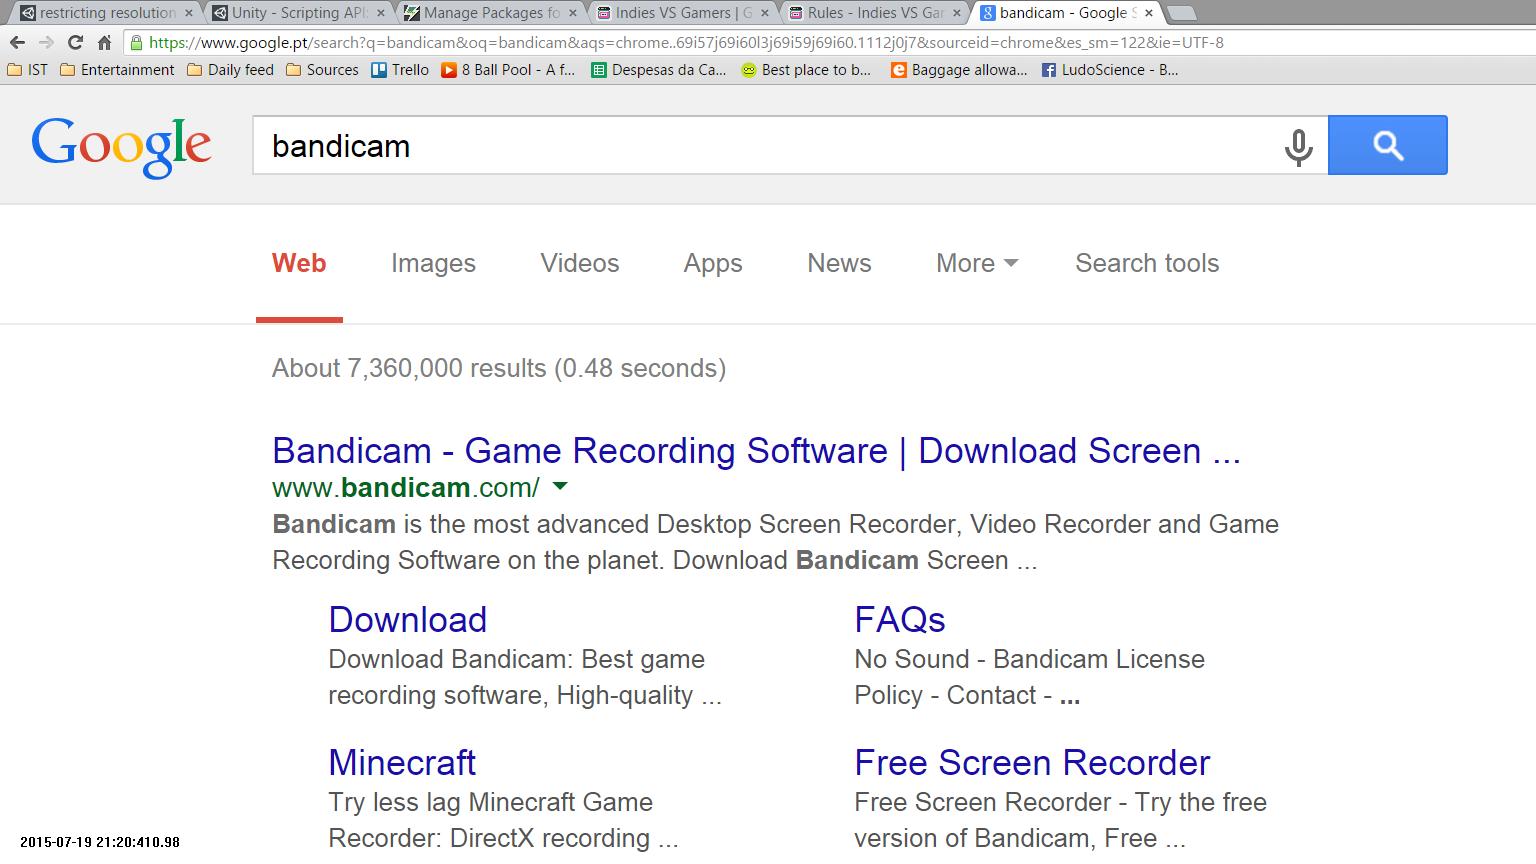 restricting resolution
Unity - Scripting API:
Manage Packages fo
Indies VS Gamers | G
Rules - Indies VS Gar
bandicam - Google S
https://www.google.pt/search?q=bandicam&oq=bandicam&aqs=chrome..69i57j69i60l3j69i59j69i60.1112j0j7&sourceid=chrome&es_sm=122&ie=UTF-8
IST Entertainment Daily feed Sources Trello 8 Ball Pool - A f... Despesas da Ca... Best place to b... Baggage allowa... LudoScience - B...
Google
bandicam
Web Images Videos Apps News More Search tools
About 7,360,000 results (0.48 seconds)
Bandicam - Game Recording Software | Download Screen ...
www.bandicam.com/
Bandicam is the most advanced Desktop Screen Recorder, Video Recorder and Game
Recording Software on the planet. Download Bandicam Screen ...
Download
Download Bandicam: Best game
recording software, High-quality ...
FAQs
No Sound - Bandicam License
Policy - Contact - ...
Minecraft
Try less lag Minecraft Game
Recorder: DirectX recording ...
Free Screen Recorder
Free Screen Recorder - Try the free
version of Bandicam, Free ...
2015-07-19 21:20:410.98